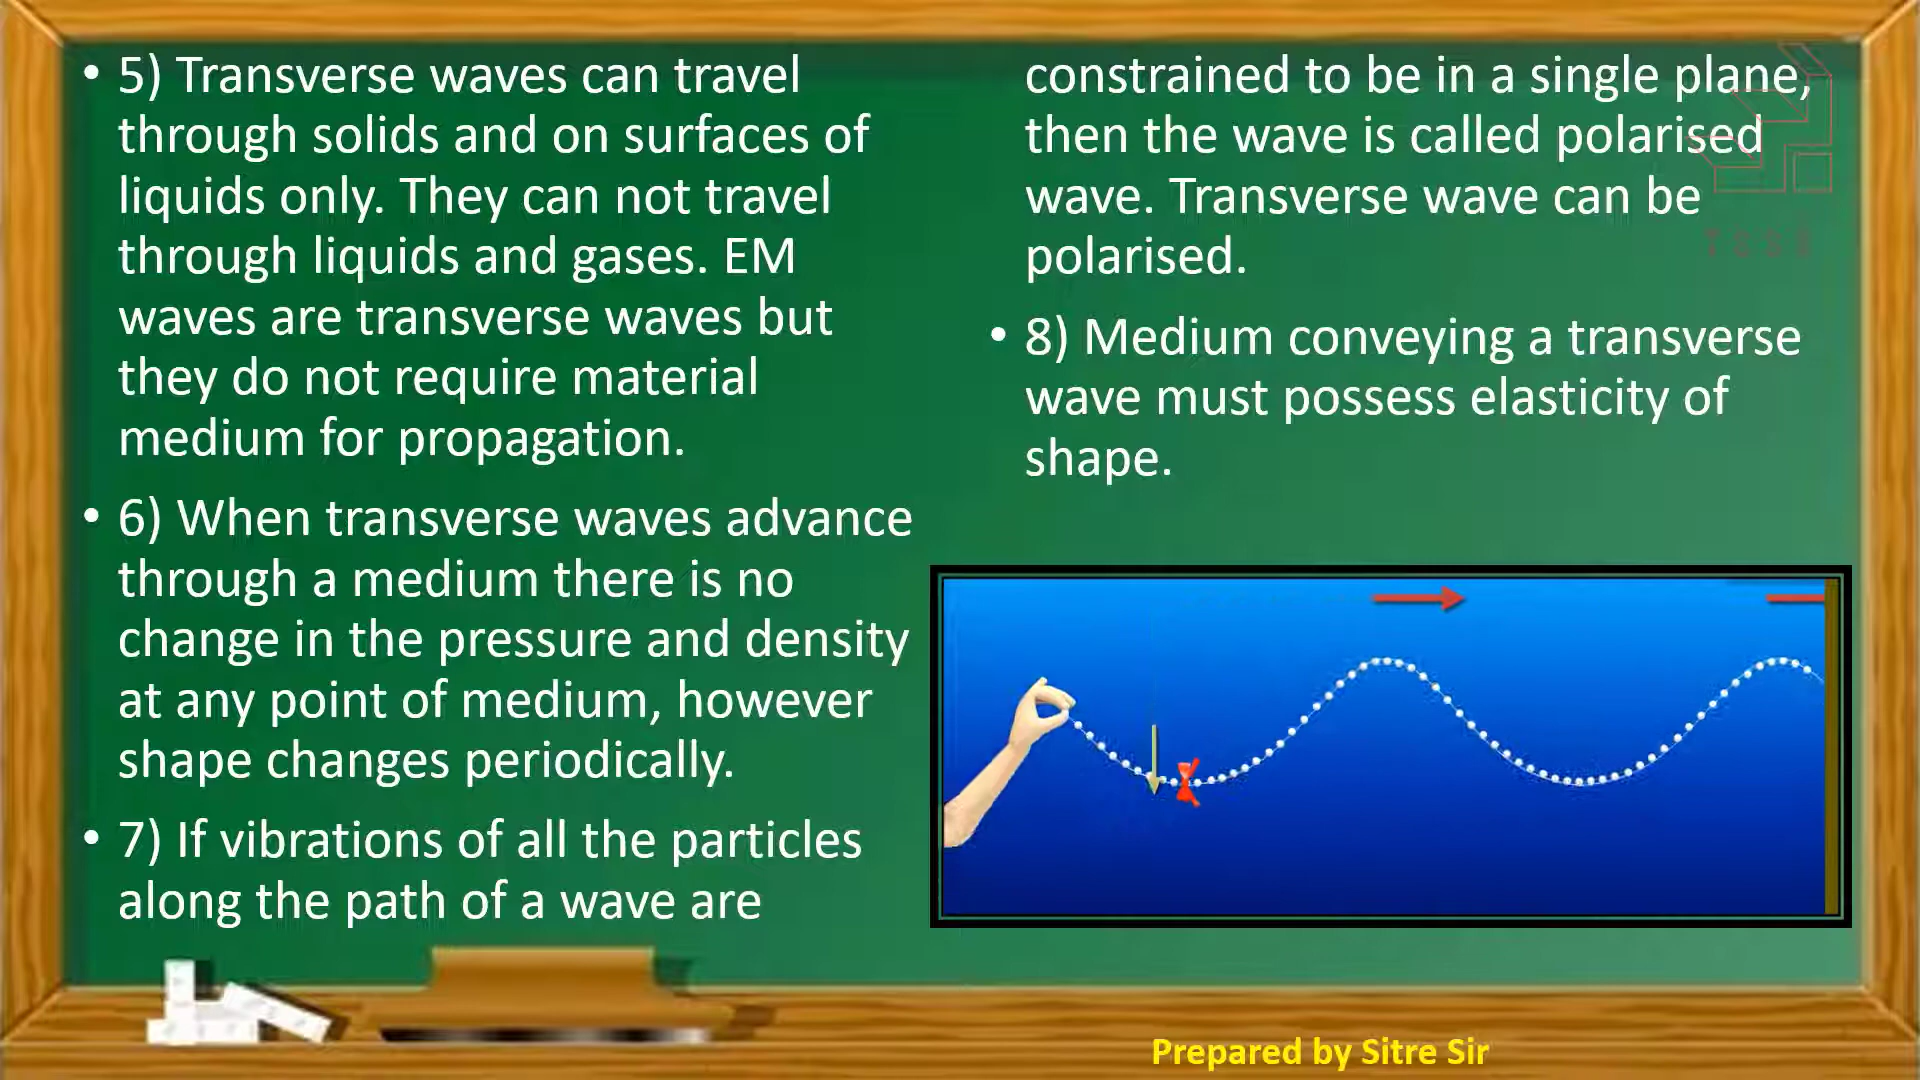 • 5) Transverse waves can travel
through solids and on surfaces of
liquids only. They can not travel
through liquids and gases. EM
waves are transverse waves but
they do not require material
medium for propagation.
• 6) When transverse waves advance
through a medium there is no
change in the pressure and density
at any point of medium, however
shape changes periodically.
• 7) If vibrations of all the particles
along the path of a wave are
constrained to be in a single plane,
then the wave is called polarised
wave. Transverse wave can be
polarised.
• 8) Medium conveying a transverse
wave must possess elasticity of
shape.
Prepared by Sitre Sir